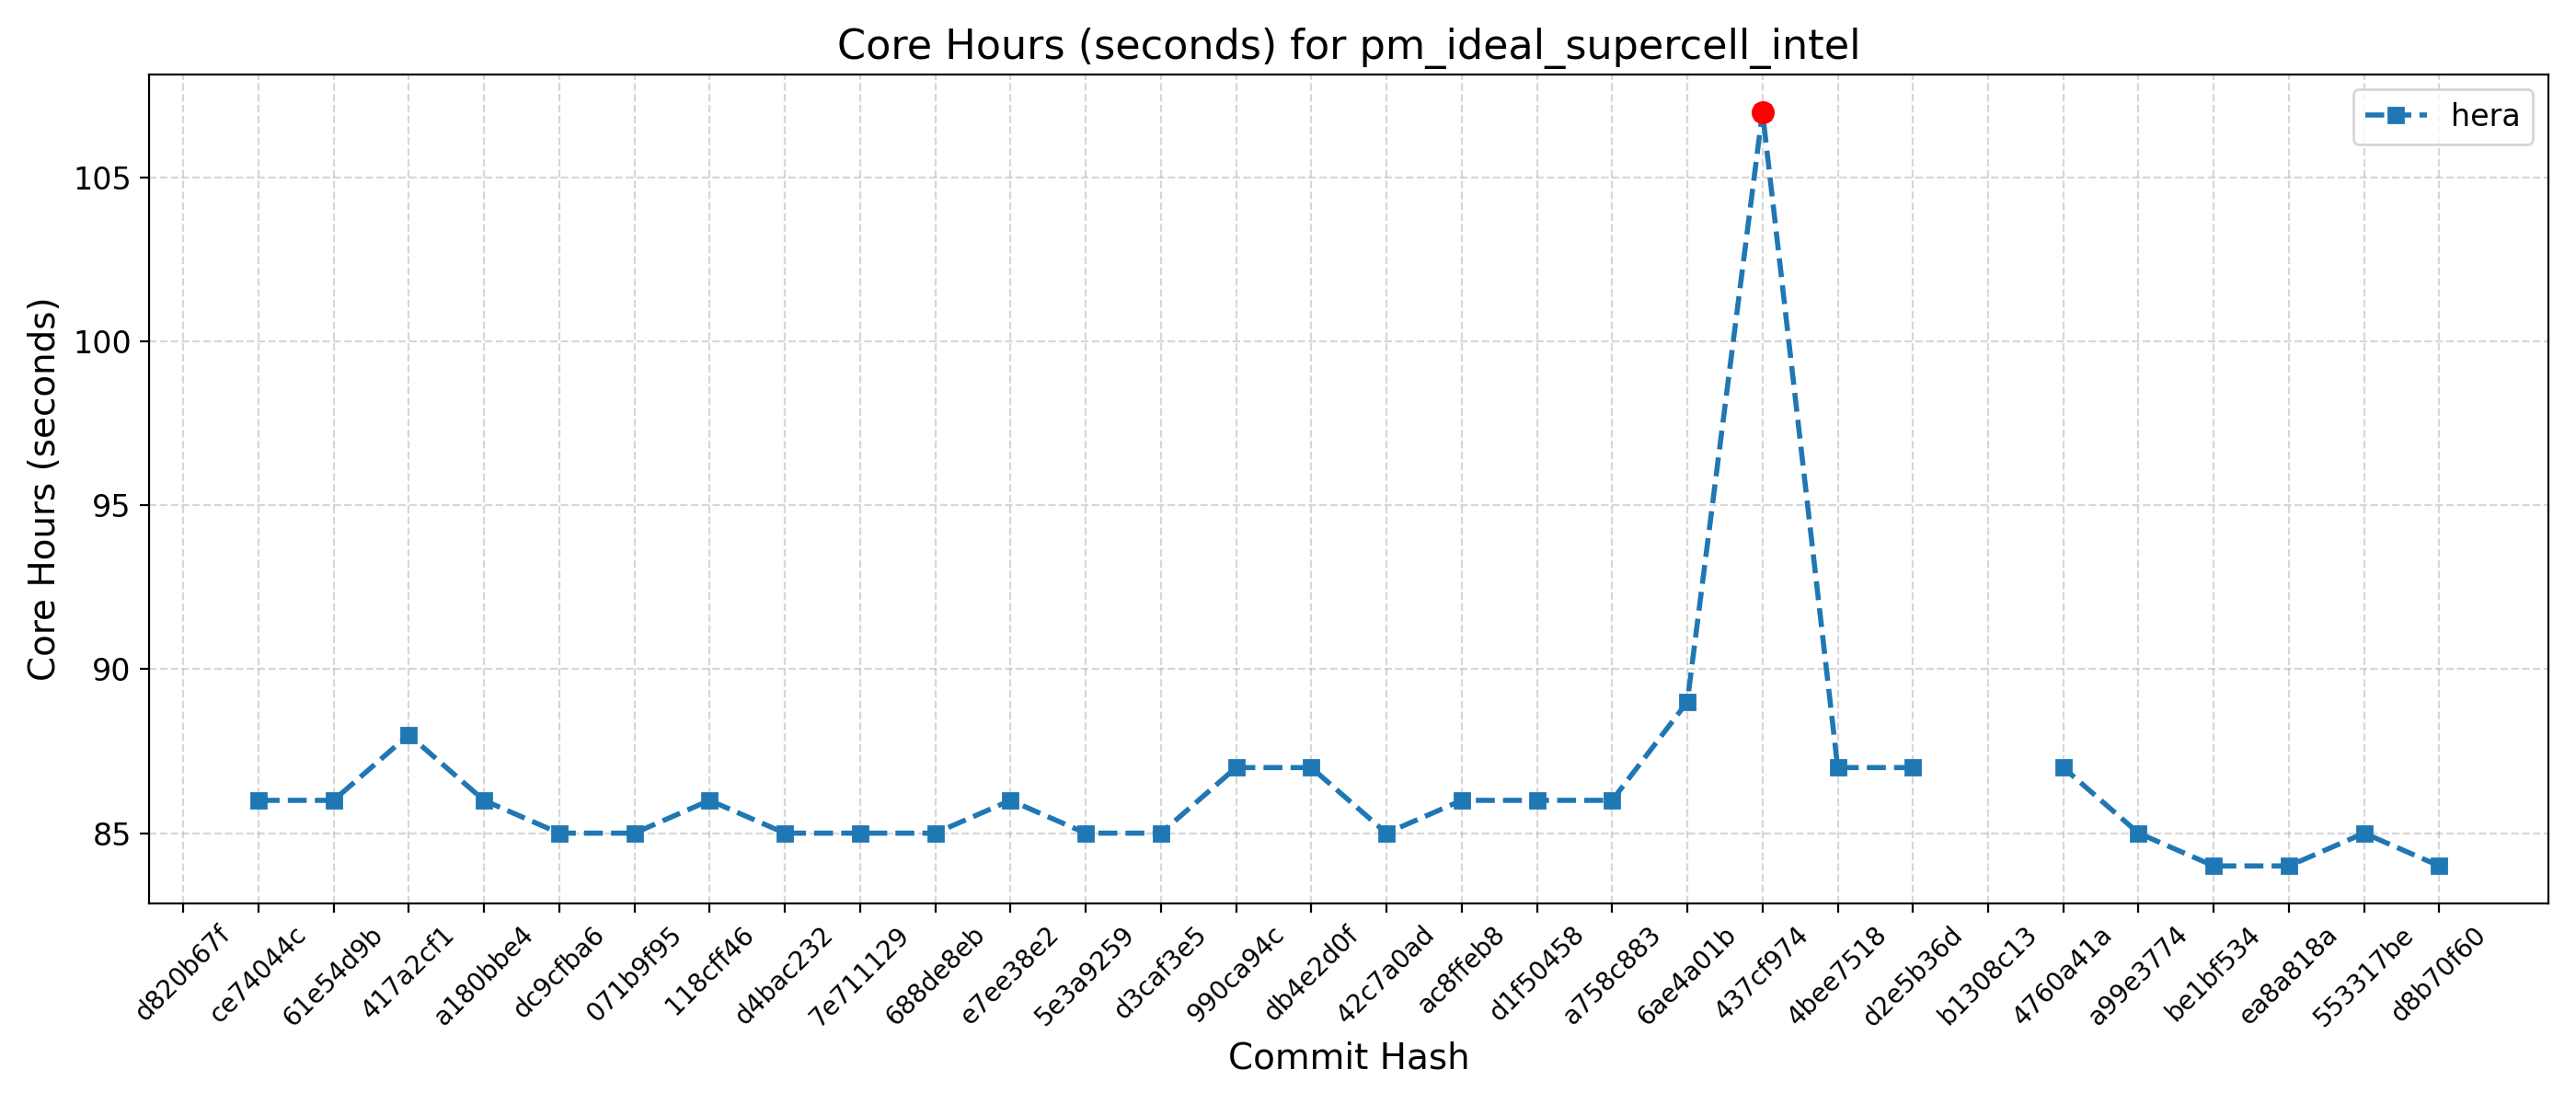 Core Hours (seconds) for pm_ideal_supercell_intel
hera
Core Hours (seconds)
105
100
95
90
85
d820b67f
ce74044c
61e54d9b
417a2cf1
a180bbe4
dc9cfba6
071b9f95
118cff46
d4bac232
7e711129
688de8eb
e7ee38e2
5e3a9259
d3caf3e5
990ca94c
db4e2d0f
42c7a0ad
ac8ffeb8
d1f50458
a758c883
6ae4a01b
437cf974
4bee7518
d2e5b36d
b1308c13
4760a41a
a99e3774
be1bf534
ea8a818a
553317be
d8b70f60
Commit Hash